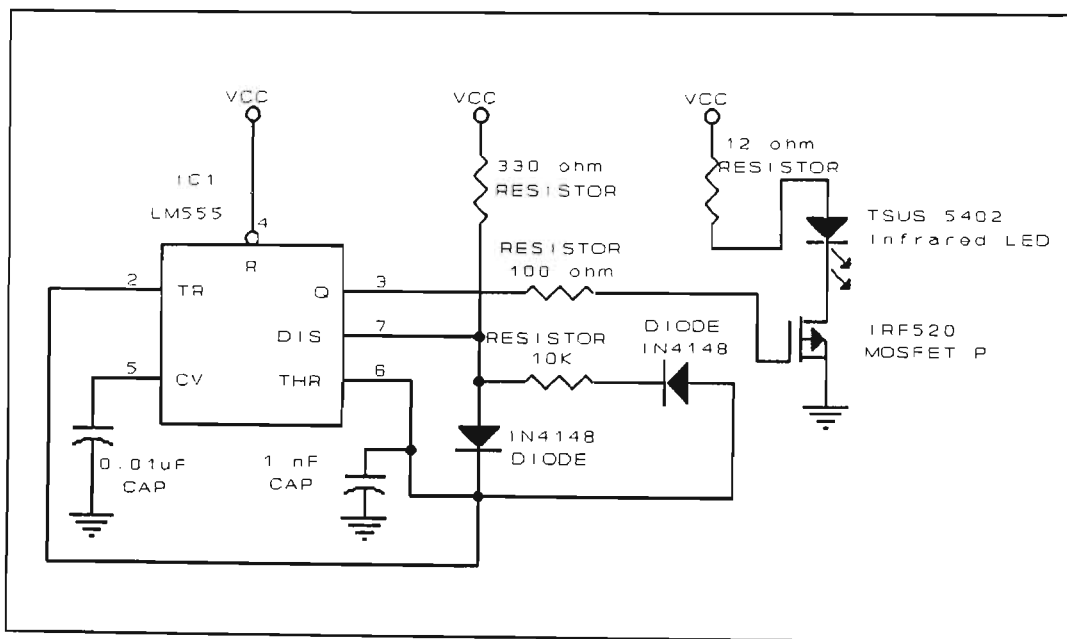 VCC
VCC
VCC
IC1
LM555
4
R
330 ohm
RESISTOR
12 ohm
RESISTOR
TSUS 5402
Infrared LED
RESISTOR
100 ohm
2
TR
Q
3
DIS
7
5
CV
THR
6
RESISTOR
10K
DIODE
IN4148
IRF520
MOSFET P
IN4148
DIODE
0.01uF
CAP
1 nF
CAP